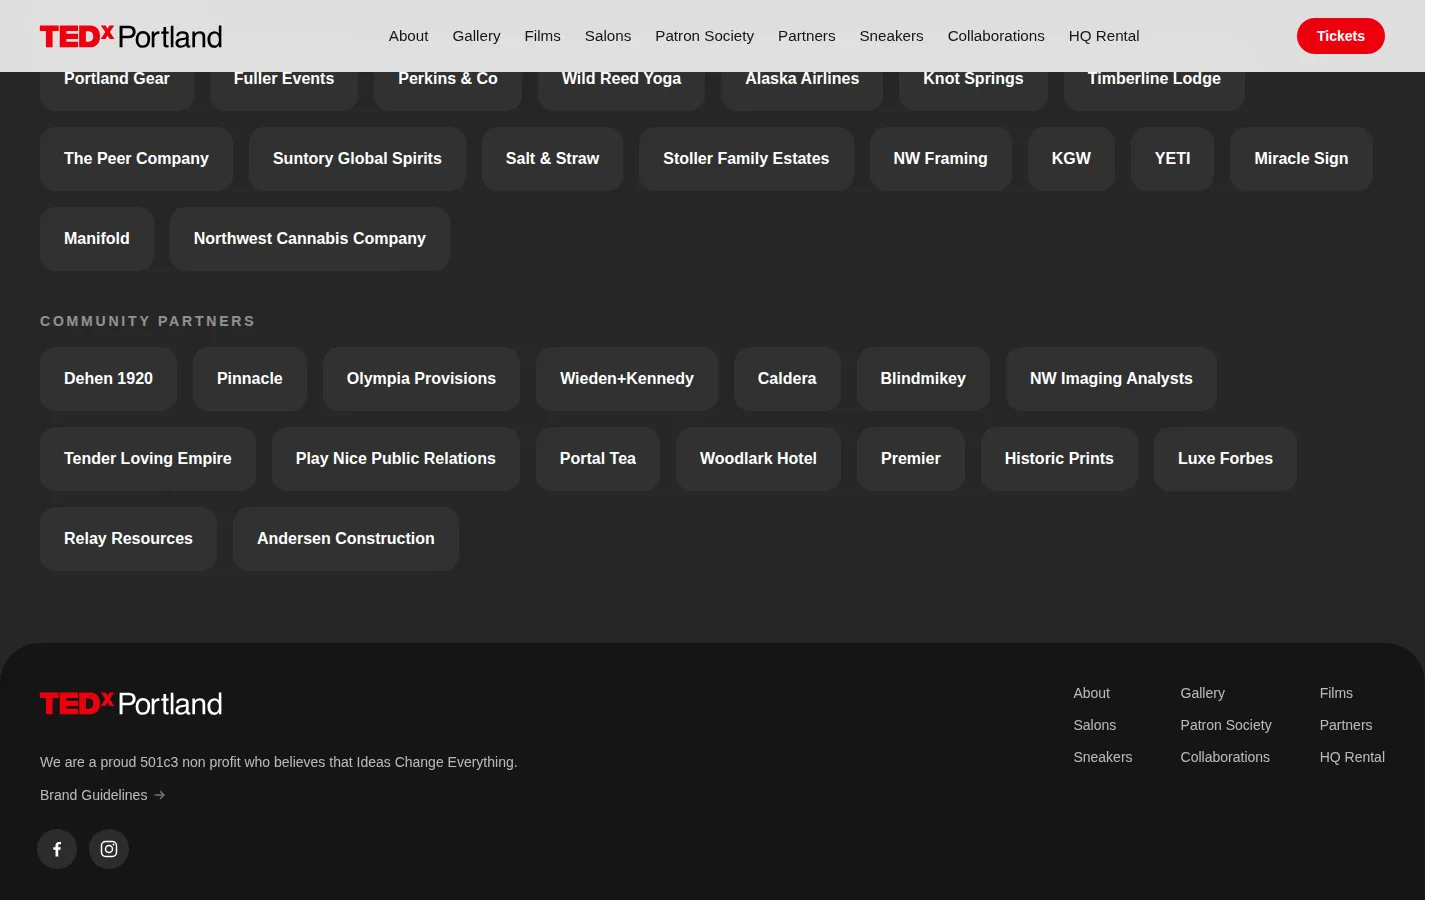 TEDx Portland About Gallery Films Salons Patron Society Partners Sneakers Collaborations HQ Rental Tickets
Portland Gear Fuller Events Perkins & Co Wild Reed Yoga Alaska Airlines Knot Springs Timberline Lodge
The Peer Company Suntory Global Spirits Salt & Straw Stoller Family Estates NW Framing KGW YETI Miracle Sign
Manifold Northwest Cannabis Company
COMMUNITY PARTNERS
Dehen 1920 Pinnacle Olympia Provisions Wieden+Kennedy Caldera Blindmikey NW Imaging Analysts
Tender Loving Empire Play Nice Public Relations Portal Tea Woodlark Hotel Premier Historic Prints Luxe Forbes
Relay Resources Andersen Construction
TEDx Portland
We are a proud 501c3 non profit who believes that Ideas Change Everything.
Brand Guidelines →
About Gallery Films
Salons Patron Society Partners
Sneakers Collaborations HQ Rental